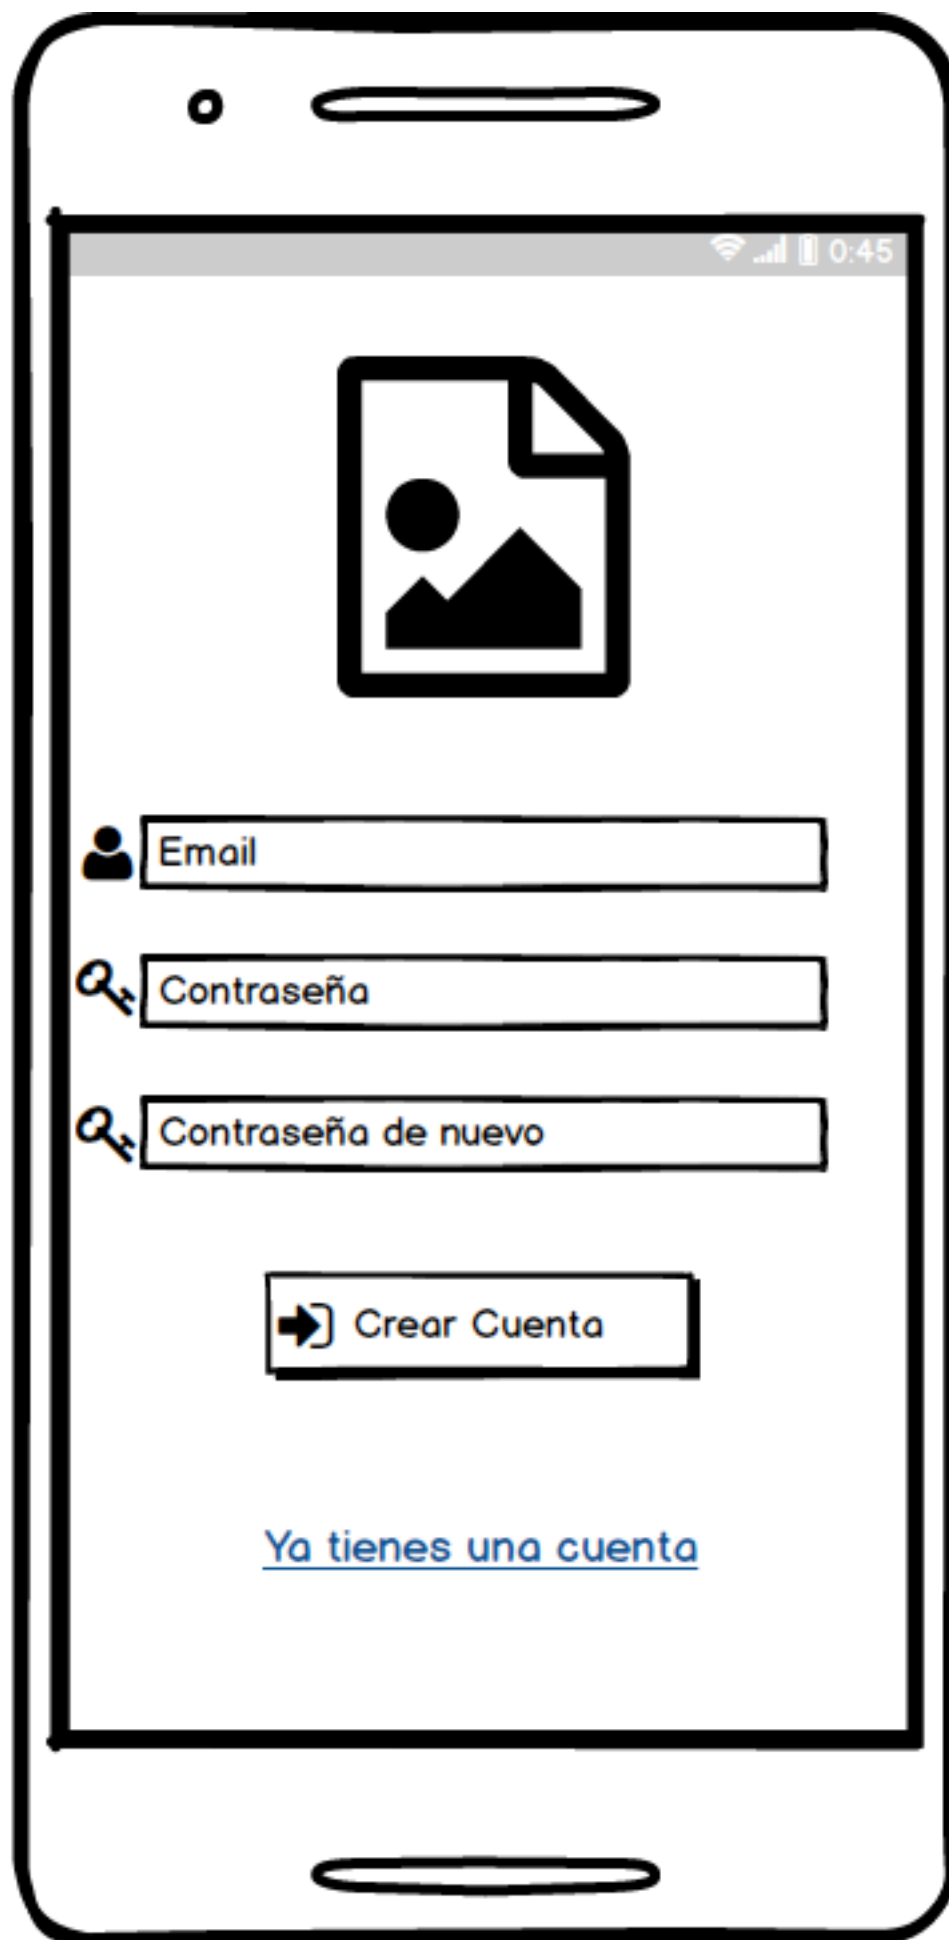 0:45
Email
Contraseña
Contraseña de nuevo
Crear Cuenta
Ya tienes una cuenta